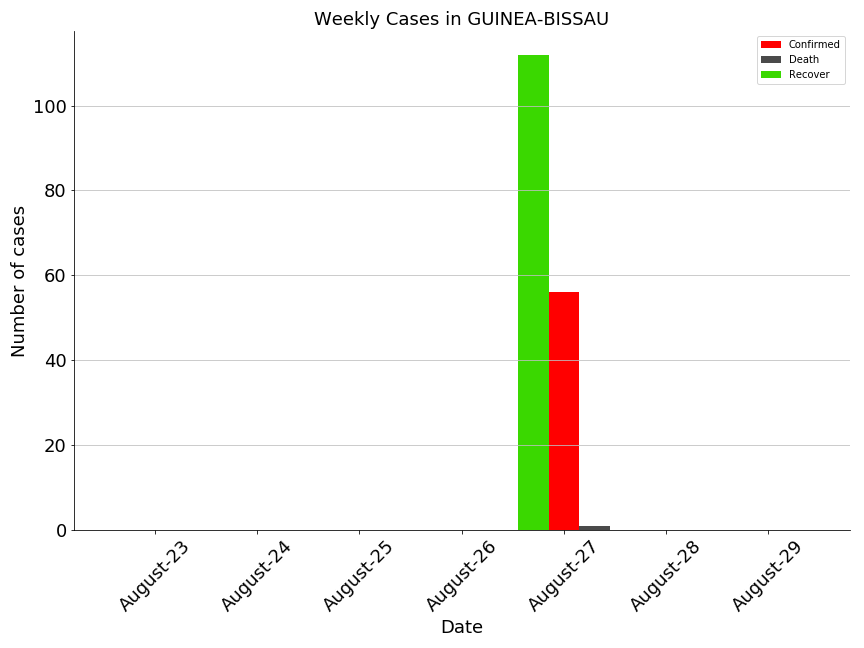 Weekly Cases in GUINEA-BISSAU
Confirmed
Death
Recover
Number of cases
100
80
60
40
20
0
August-23
August-24
August-25
August-26
August-27
August-28
August-29
Date